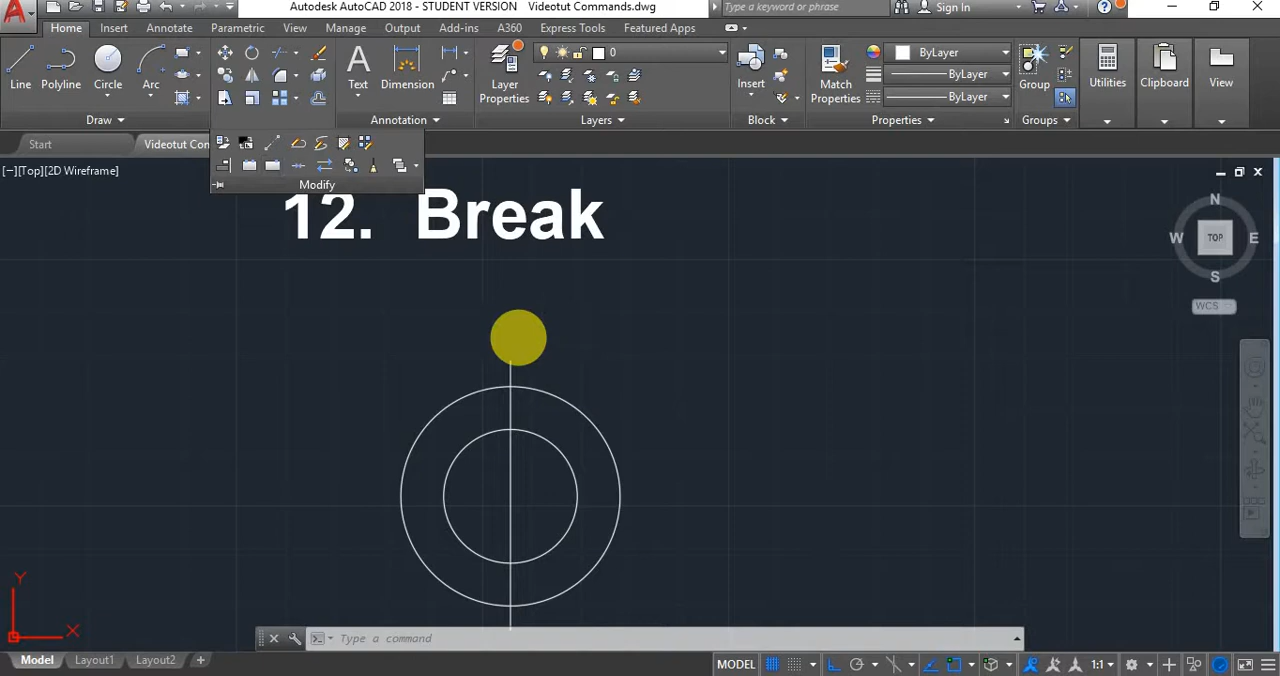 A
Autodesk AutoCAD 2018 - STUDENT VERSION Videotut Commands.dwg
Type a keyword or phrase
Sign In
Home Insert Annotate Parametric View Manage Output Add-ins A360 Express Tools Featured Apps
Line Polyline Circle Arc
Draw
A
Text Dimension
Annotation
Layer
Properties
0
Layers
Insert
Block
Match
Properties
ByLayer
ByLayer
ByLayer
Properties
Group
Groups
Utilities
Clipboard
View
Start
Videotut Con
Modify
[−][Top][2D Wireframe]
12. Break
N
W TOP E
S
WCS
Y
X
Type a command
Model Layout1 Layout2 +
MODEL 1:1